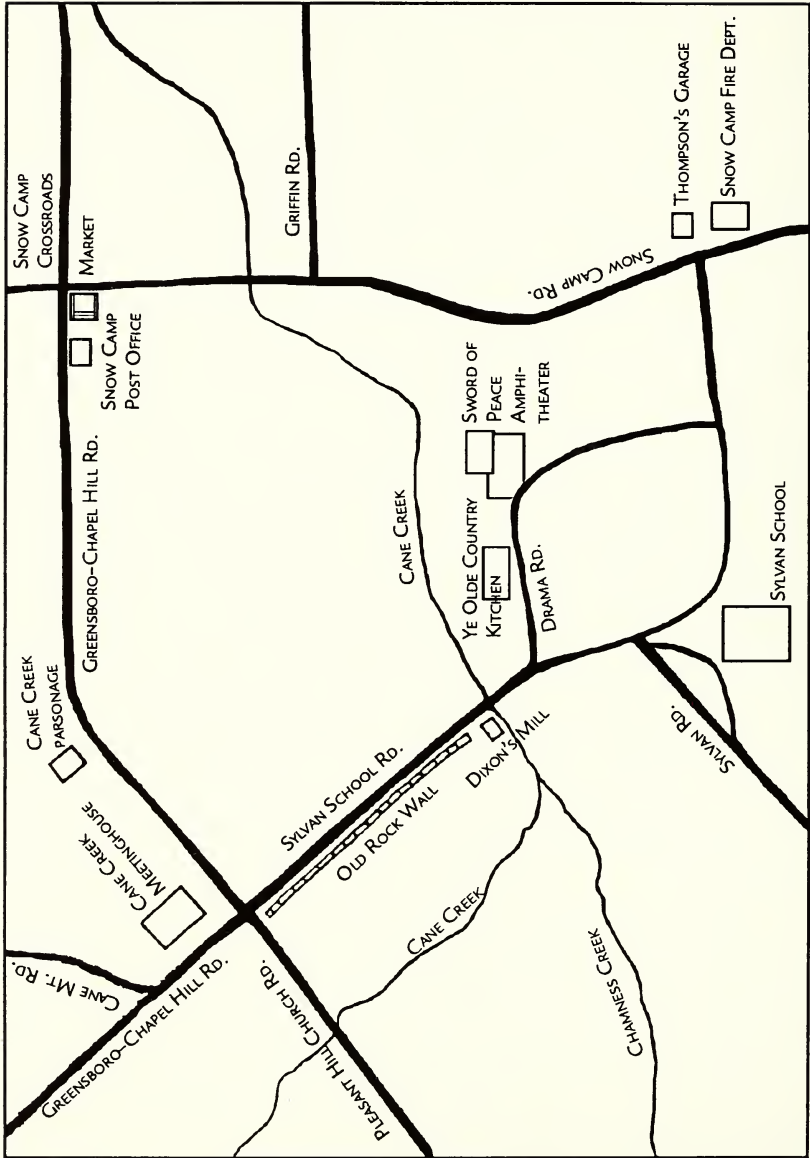 Snow Camp
Crossroads
Market
Snow Camp
Post Office
Greensboro–Chapel Hill Rd.
Griffin Rd.
Thompson's Garage
Snow Camp Fire Dept.
Snow Camp Rd.
Sword of
Peace
Amphi-
theater
Ye Olde Country
Kitchen
Drama Rd.
Cane Creek
Sylvan School
Sylvan Rd.
Cane Creek
parsonage
Cane Creek
Meetinghouse
Sylvan School Rd.
Old Rock Wall
Dixon's Mill
Cane Mt. Rd.
Greensboro–Chapel Hill Rd.
Pleasant Hill Church Rd.
Cane Creek
Chamness Creek